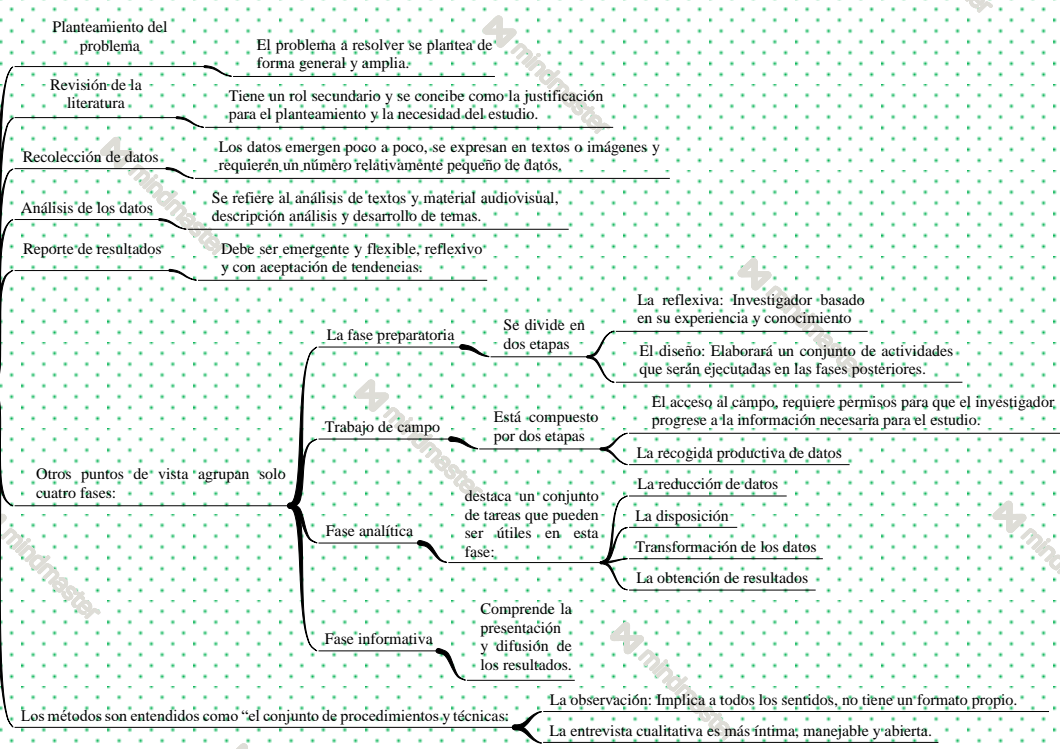 Planteamiento del
problema
El problema a resolver se plantea de
forma general y amplia.
Revisión de la
literatura
Tiene un rol secundario y se concibe como la justificación
para el planteamiento y la necesidad del estudio.
Recolección de datos
Los datos emergen poco a poco, se expresan en textos o imágenes y
requieren un número relativamente pequeño de datos.
Análisis de los datos
Se refiere al análisis de textos y material audiovisual,
descripción análisis y desarrollo de temas.
Reporte de resultados
Debe ser emergente y flexible, reflexivo
y con aceptación de tendencias.
Otros puntos de vista agrupan solo
cuatro fases:
La fase preparatoria
Se divide en
dos etapas
La reflexiva: Investigador basado
en su experiencia y conocimiento
El diseño: Elaborará un conjunto de actividades
que serán ejecutadas en las fases posteriores.
Trabajo de campo
Está compuesto
por dos etapas
El acceso al campo, requiere permisos para que el investigador
progrese a la información necesaria para el estudio.
La recogida productiva de datos
Fase analítica
destaca un conjunto
de tareas que pueden
ser útiles en esta
fase:
La reducción de datos
La disposición
Transformación de los datos
La obtención de resultados
Fase informativa
Comprende la
presentación
y difusión de
los resultados.
Los métodos son entendidos como “el conjunto de procedimientos y técnicas:
La observación: Implica a todos los sentidos, no tiene un formato propio.
La entrevista cualitativa es más íntima, manejable y abierta.
mindmaster
mindmaster
mindmaster
mindmaster
mindmaster
mindmaster